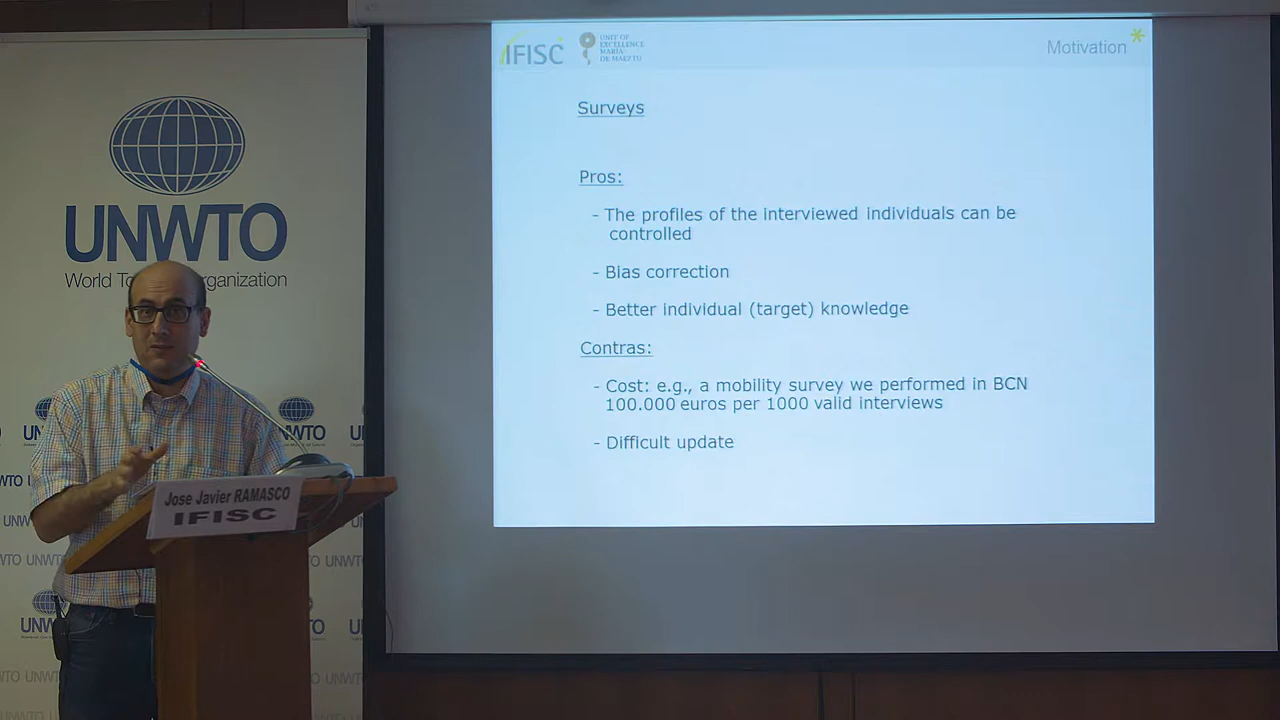 UNWTO
World To rganization
Jose Javier RAMASCO
IFISC
IFISC
UNIT OF
EXCELLENCE
MARÍA
DE MAEZTU
Motivation
Surveys
Pros:
- The profiles of the interviewed individuals can be
controlled
- Bias correction
- Better individual (target) knowledge
Contras:
- Cost: e.g., a mobility survey we performed in BCN
100.000 euros per 1000 valid interviews
- Difficult update